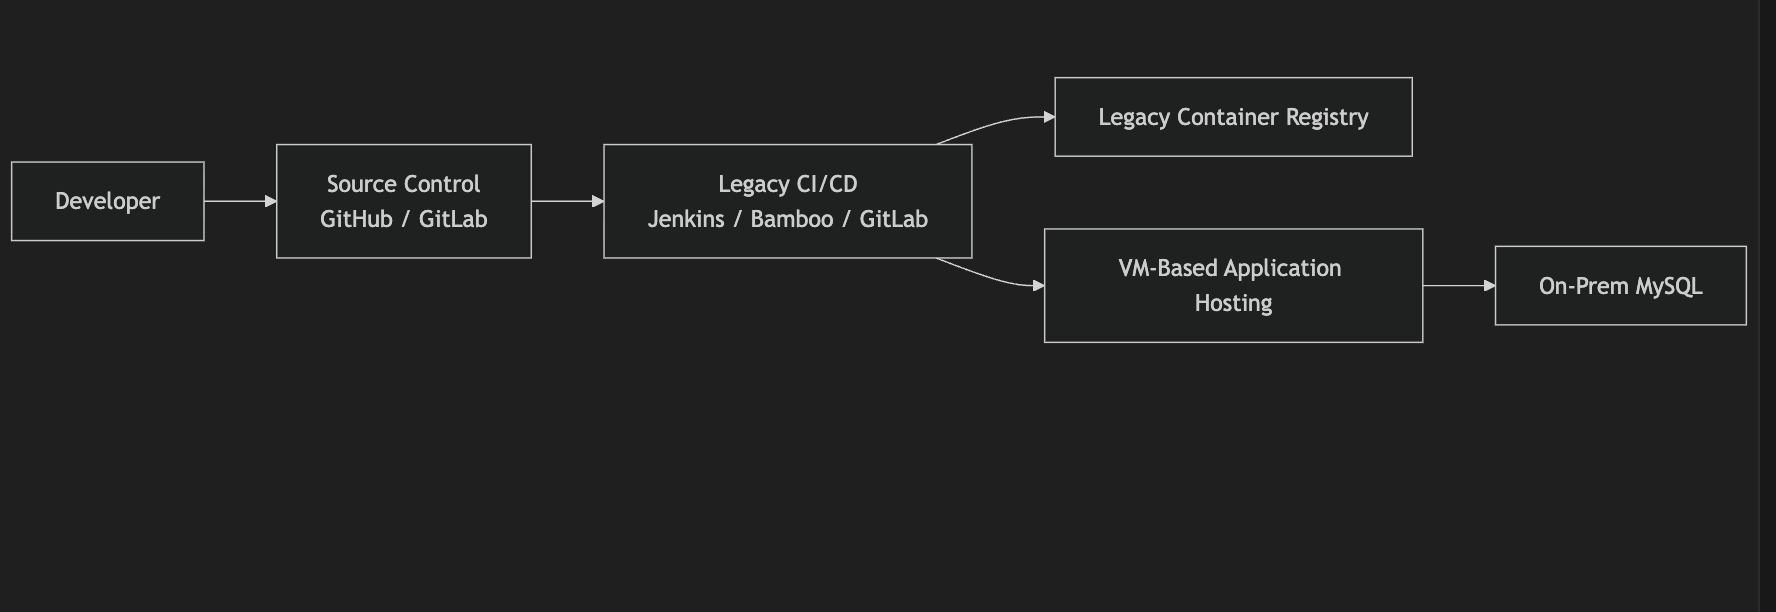 Developer
Source Control
GitHub / GitLab
Legacy CI/CD
Jenkins / Bamboo / GitLab
Legacy Container Registry
VM-Based Application
Hosting
On-Prem MySQL